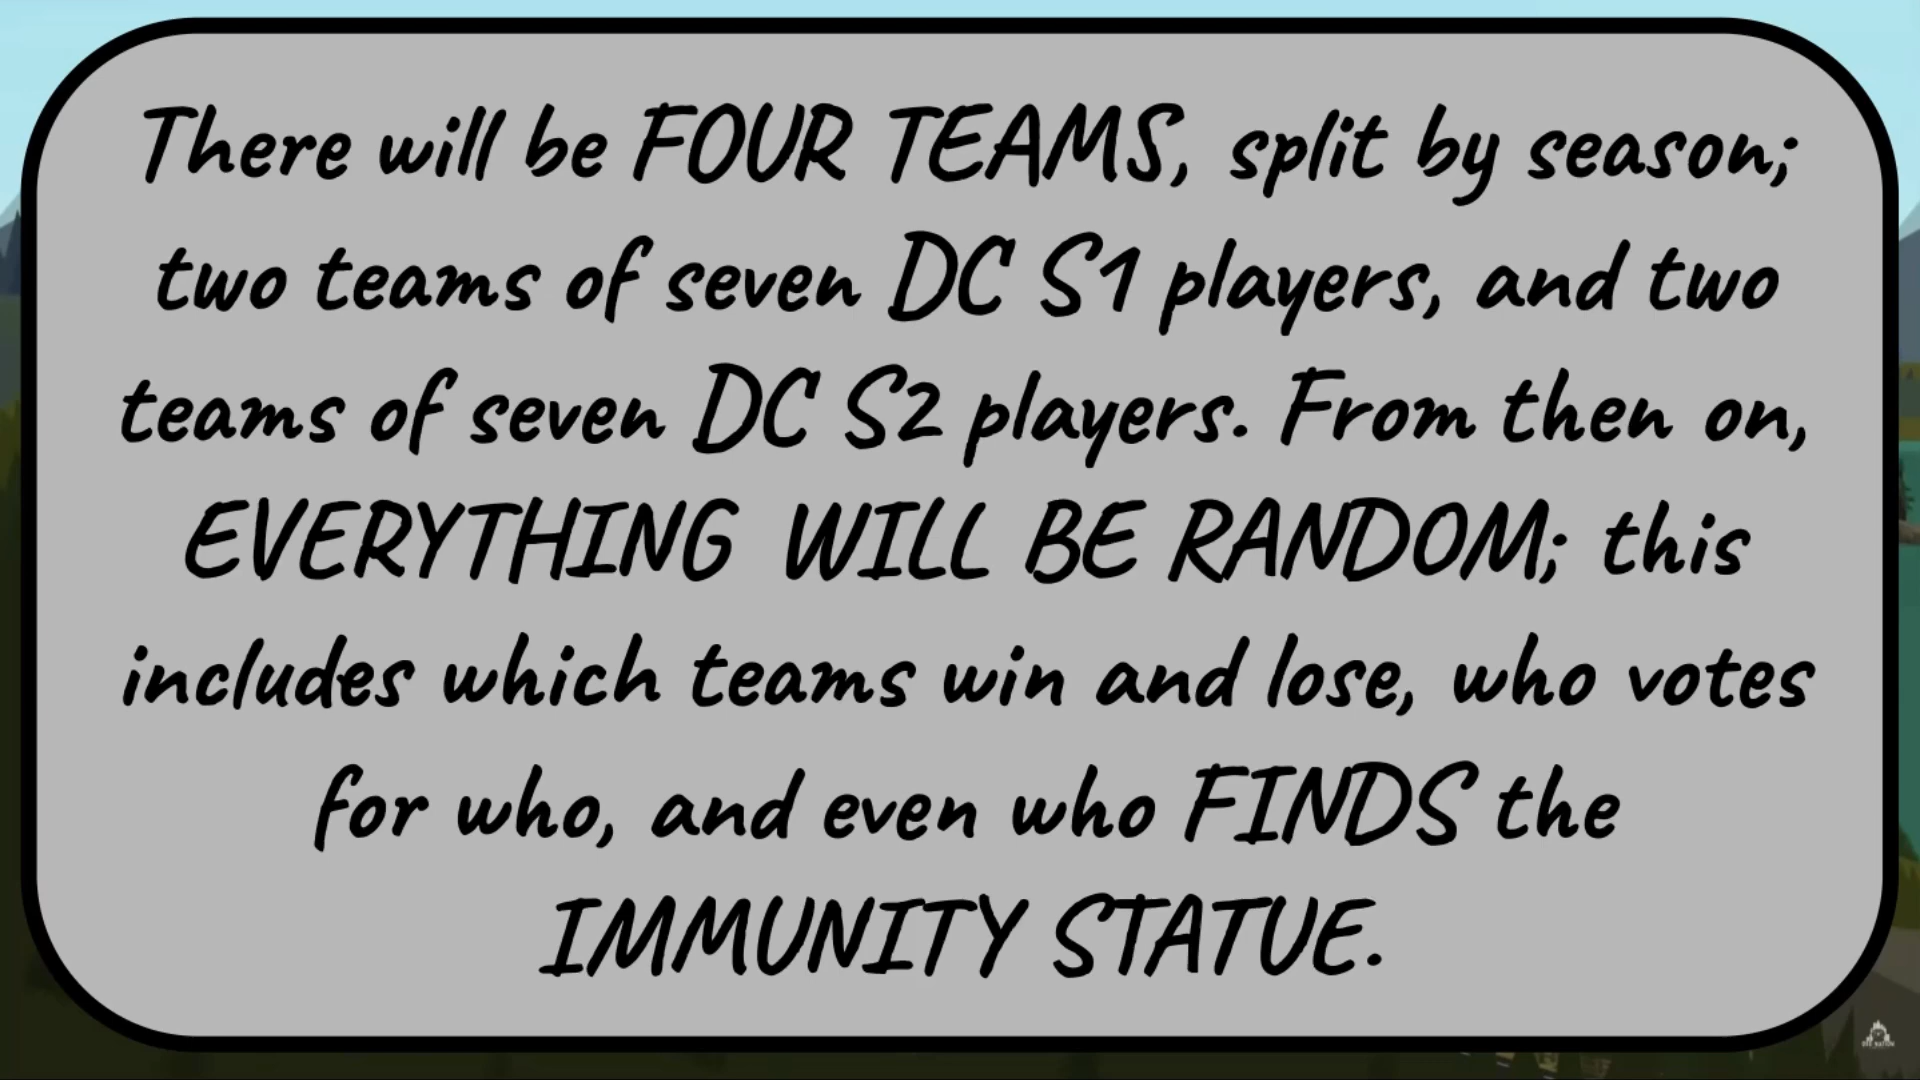 There will be FOUR TEAMS, split by season;
two teams of seven DC S1 players, and two
teams of seven DC S2 players. From then on,
EVERYTHING WILL BE RANDOM; this
includes which teams win and lose, who votes
for who, and even who FINDS the
IMMUNITY STATUE.